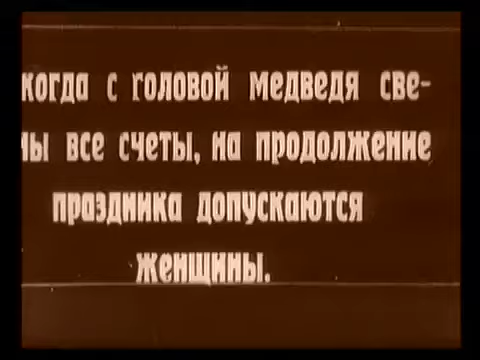 когда с головой медведя све-
ны все счеты, на продолжение
праздника допускаются
женщины.